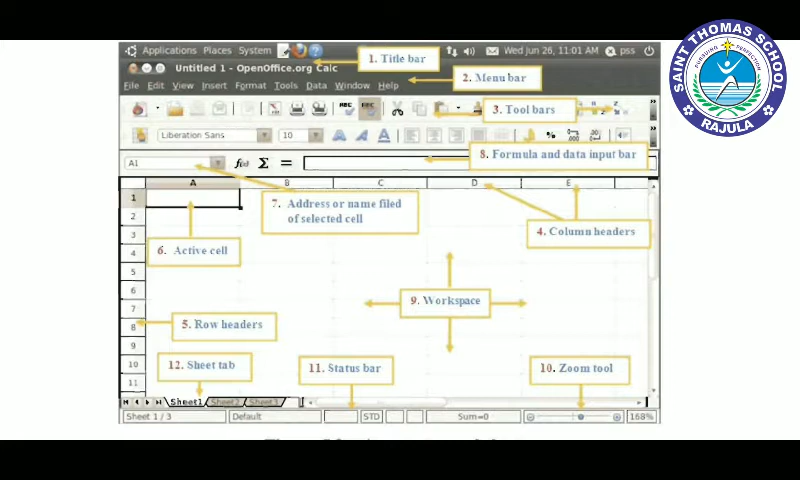 Applications Places System
Wed Jun 26, 11:01 AM pss
1. Title bar
Untitled 1 - OpenOffice.org Calc
2. Menu bar
File Edit View Insert Format Tools Data Window Help
3. Tool bars
Liberation Sans 10
8. Formula and data input bar
A1 f(x) Σ =
A B C D E
1
2
3
4
5
6
7
8
9
10
11
7. Address or name filed
of selected cell
4. Column headers
6. Active cell
9. Workspace
5. Row headers
12. Sheet tab
11. Status bar
10. Zoom tool
Sheet1 Sheet2 Sheet3
Sheet 1 / 3 Default STD Sum=0 168%
SAINT THOMAS SCHOOL
RAJULA